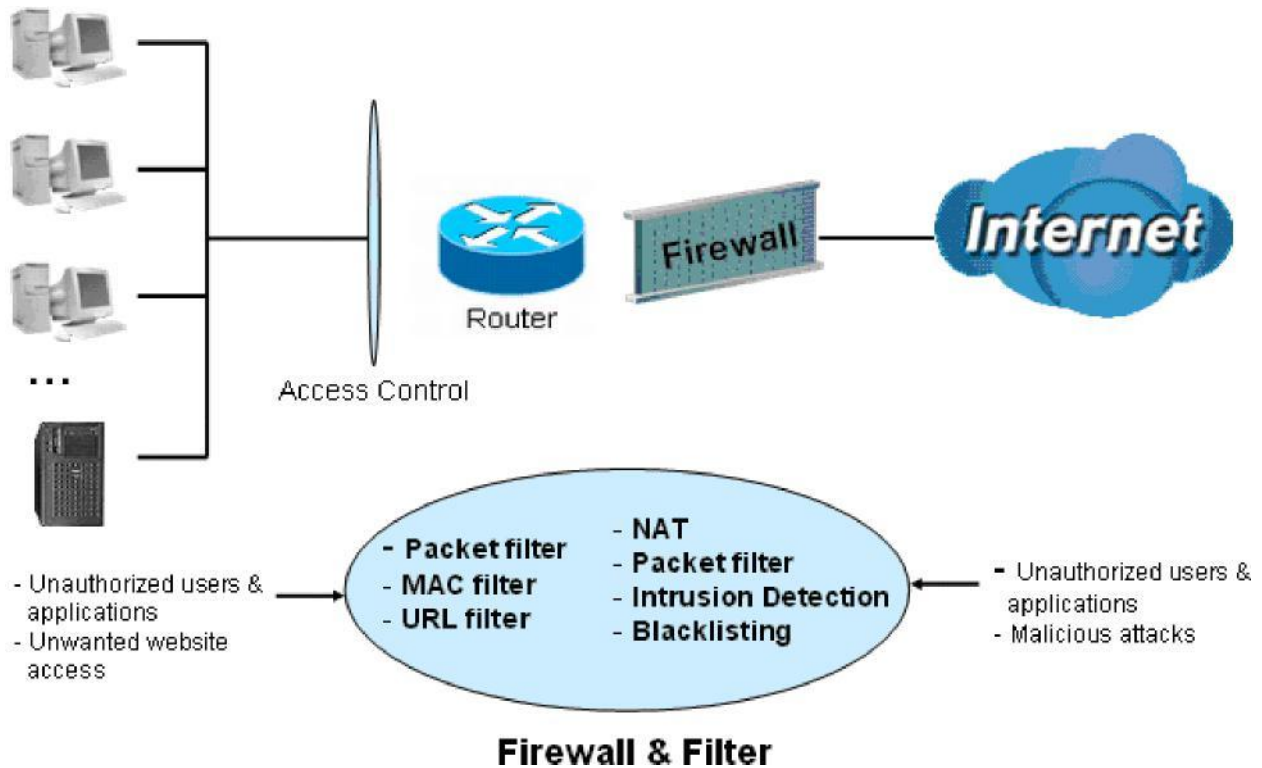 Internet
Firewall
Router
...
Access Control
- Packet filter
- MAC filter
- URL filter
- NAT
- Packet filter
- Intrusion Detection
- Blacklisting
- Unauthorized users &
applications
- Unwanted website
access
- Unauthorized users &
applications
- Malicious attacks
Firewall & Filter